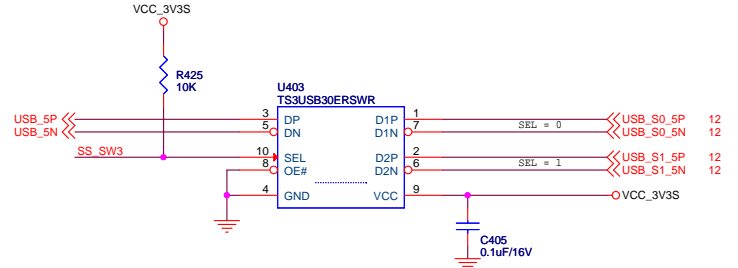 VCC_3V3S
R425
10K
U403
TS3USB30ERSWR
USB_5P 3 DP D1P 1 USB_S0_5P 12
USB_5N 5 DN D1N 7 SEL = 0 USB_S0_5N 12
SS_SW3 10 SEL D2P 2 USB_S1_5P 12
8 OE# D2N 6 SEL = 1 USB_S1_5N 12
4 GND VCC 9 VCC_3V3S
C405
0.1uF/16V